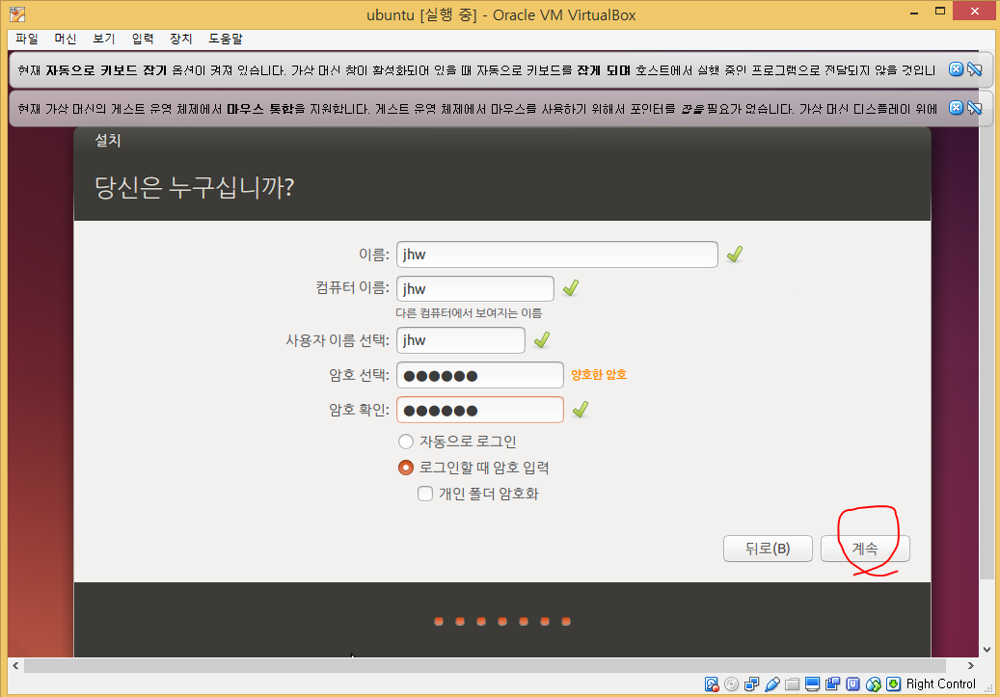 ubuntu [실행 중] - Oracle VM VirtualBox
파일 머신 보기 입력 장치 도움말
현재 자동으로 키보드 잡기 옵션이 켜져 있습니다. 가상 머신 창이 활성화되어 있을 때 자동으로 키보드를 잡게 되며 호스트에서 실행 중인 프로그램으로 전달되지 않을 것입니
현재 가상 머신의 게스트 운영 체제에서 마우스 통합을 지원합니다. 게스트 운영 체제에서 마우스를 사용하기 위해서 포인터를 잡을 필요가 없습니다. 가상 머신 디스플레이 위에
설치
당신은 누구십니까?
이름: jhw
컴퓨터 이름: jhw
다른 컴퓨터에서 보여지는 이름
사용자 이름 선택: jhw
암호 선택: ●●●●●● 양호한 암호
암호 확인: ●●●●●●
자동으로 로그인
로그인할 때 암호 입력
개인 폴더 암호화
뒤로(B) 계속
Right Control